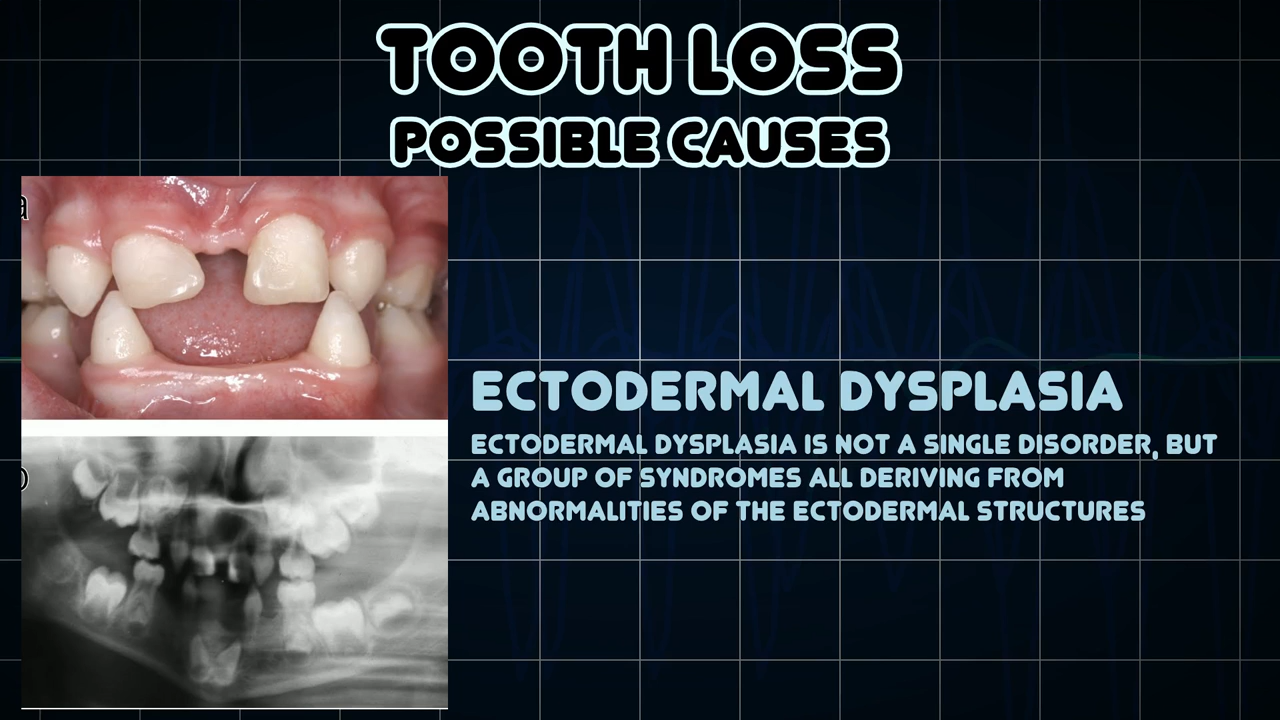 TOOTH LOSS
POSSIBLE CAUSES
a
ECTODERMAL DYSPLASIA
ECTODERMAL DYSPLASIA IS NOT A SINGLE DISORDER, BUT
A GROUP OF SYNDROMES ALL DERIVING FROM
ABNORMALITIES OF THE ECTODERMAL STRUCTURES